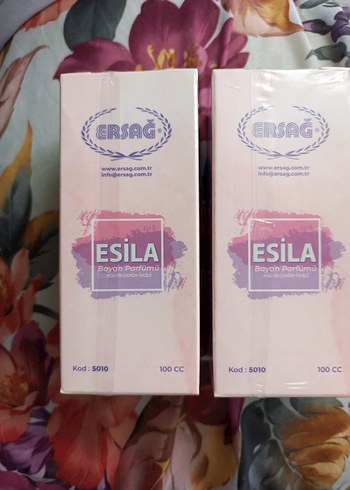 ERSAĞ
www.ersag.com.tr
info@ersag.com.tr
ESİLA
Bayan Parfümü
Kod : 5010
100 CC
ERSAĞ
www.ersag.com.tr
info@ersag.com.tr
ESİLA
Bayan Parfümü
Kod : 5010
100 CC